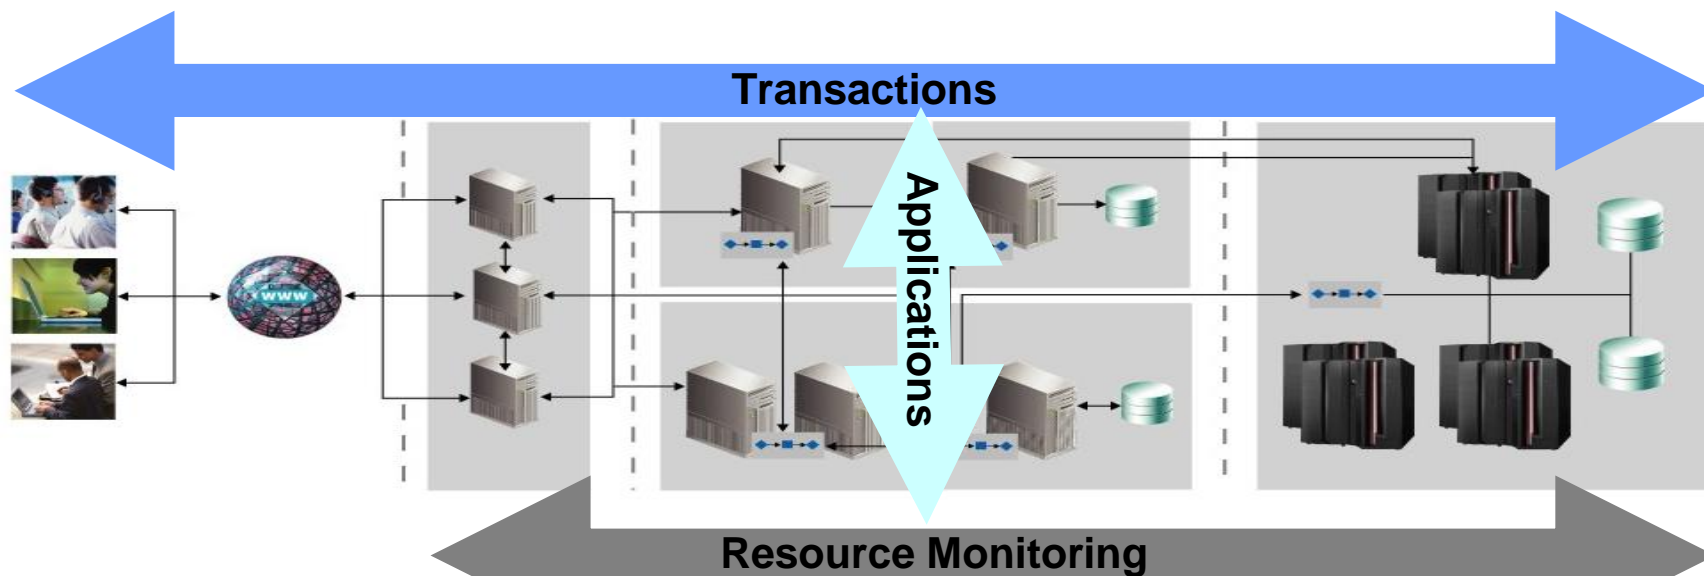 Transactions
Applications
www
Resource Monitoring